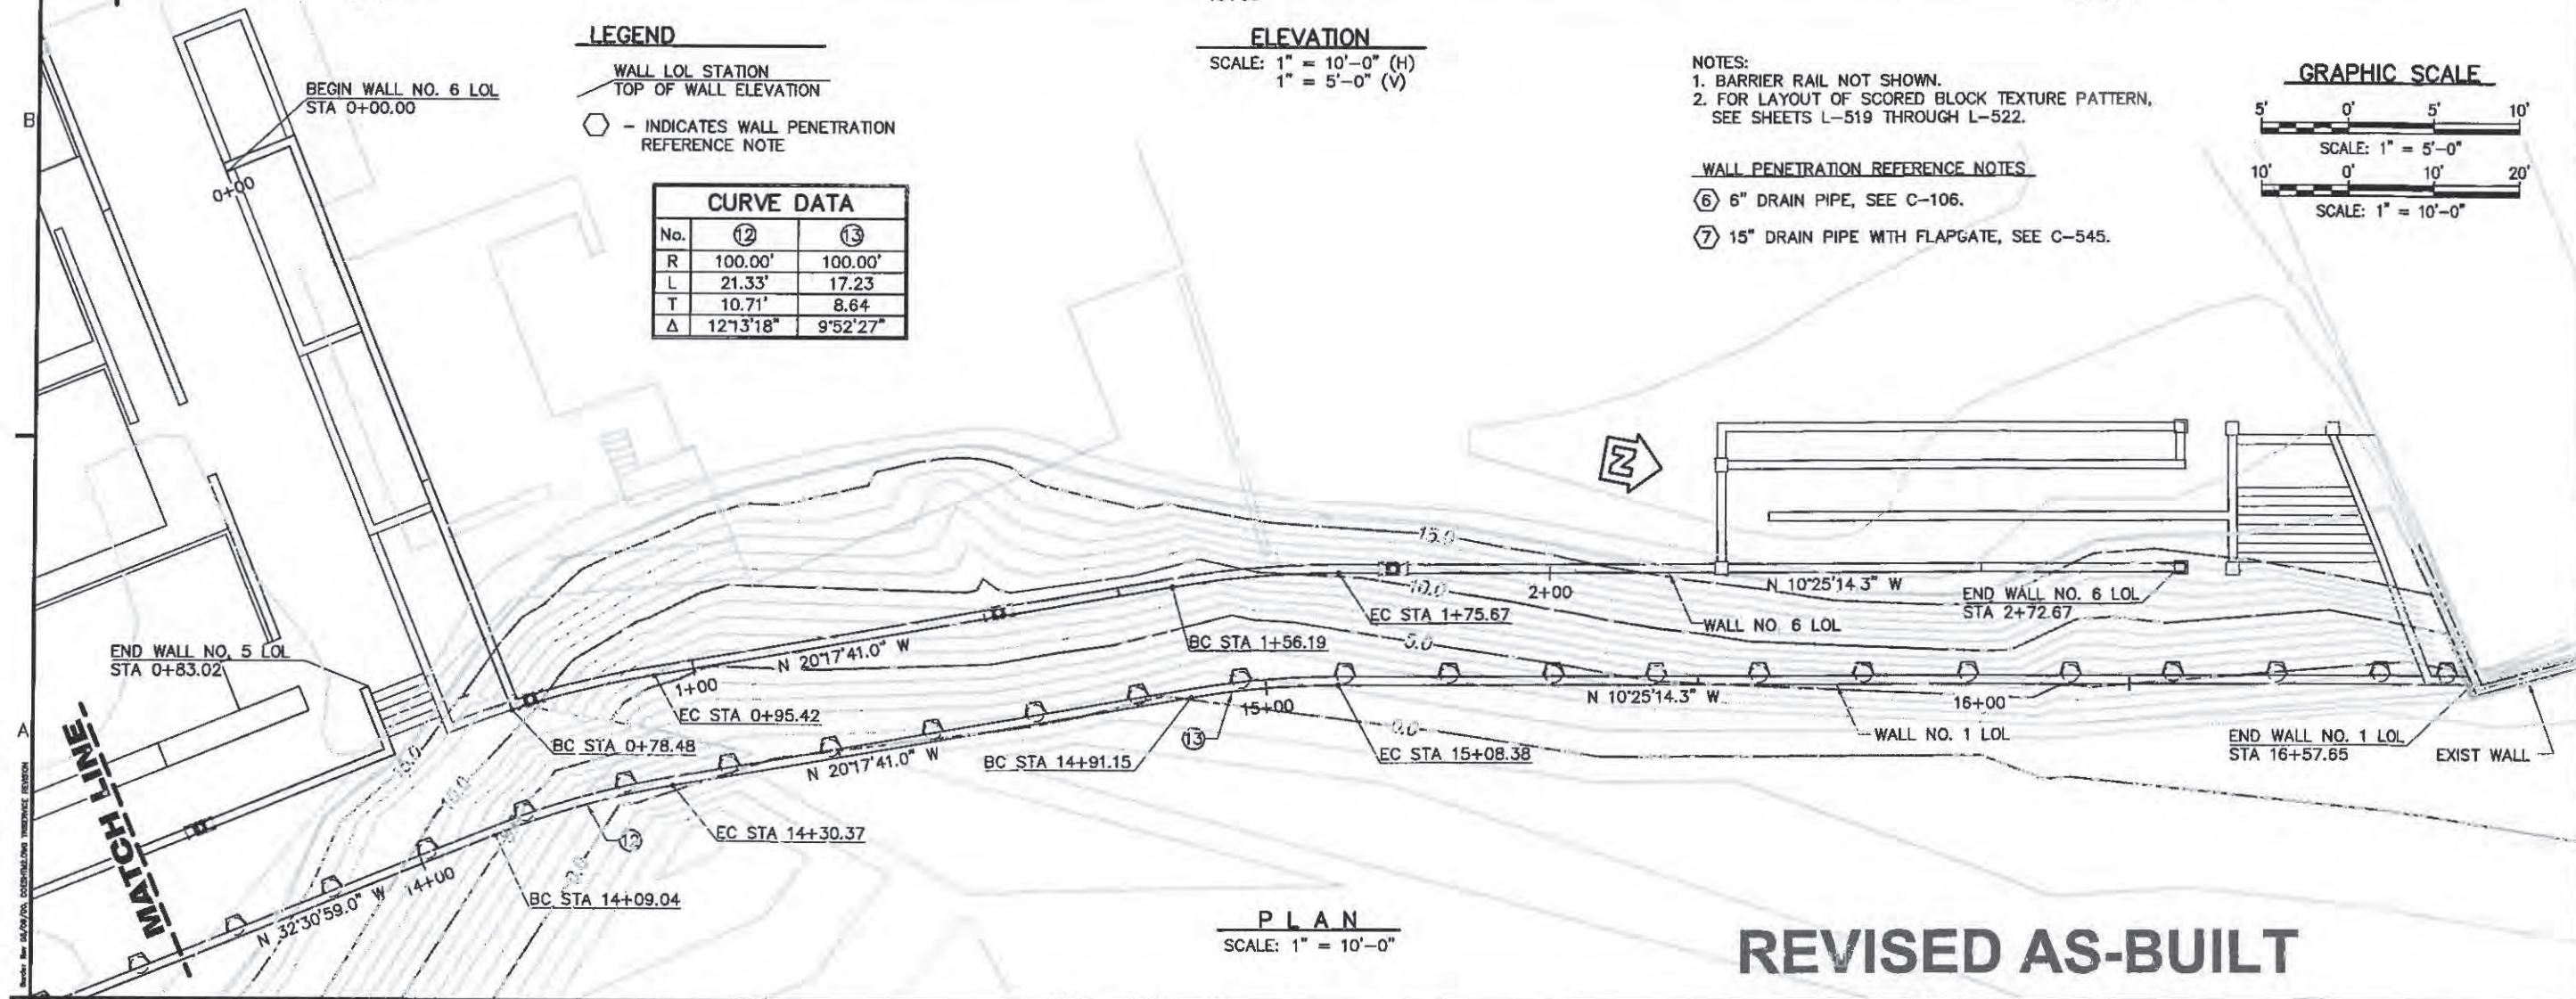 LEGEND
WALL LOL STATION
TOP OF WALL ELEVATION
– INDICATES WALL PENETRATION
REFERENCE NOTE
CURVE DATA
No. 12 13
R 100.00' 100.00'
L 21.33' 17.23
T 10.71' 8.64
Δ 12°13'18" 9°52'27"
ELEVATION
SCALE: 1" = 10'-0" (H)
1" = 5'-0" (V)
NOTES:
1. BARRIER RAIL NOT SHOWN.
2. FOR LAYOUT OF SCORED BLOCK TEXTURE PATTERN,
SEE SHEETS L-519 THROUGH L-522.
WALL PENETRATION REFERENCE NOTES
6 6" DRAIN PIPE, SEE C-106.
7 15" DRAIN PIPE WITH FLAPGATE, SEE C-545.
GRAPHIC SCALE
5' 0' 5' 10'
SCALE: 1" = 5'-0"
10' 0' 10' 20'
SCALE: 1" = 10'-0"
B
BEGIN WALL NO. 6 LOL
STA 0+00.00
0+00
N
15.0
10.0
2+00
N 10°25'14.3" W
END WALL NO. 6 LOL
STA 2+72.67
EC STA 1+75.67
WALL NO. 6 LOL
BC STA 1+56.19
5.0
N 20°17'41.0" W
1+00
EC STA 0+95.42
BC STA 0+78.48
END WALL NO. 5 LOL
STA 0+83.02
A
MATCH LINE
10.0
N 32°30'59.0" W
14+00
BC STA 14+09.04
12
EC STA 14+30.37
N 20°17'41.0" W
BC STA 14+91.15
13
15+00
0.0
EC STA 15+08.38
N 10°25'14.3" W
WALL NO. 1 LOL
16+00
END WALL NO. 1 LOL
STA 16+57.65
EXIST WALL
PLAN
SCALE: 1" = 10'-0"
REVISED AS-BUILT